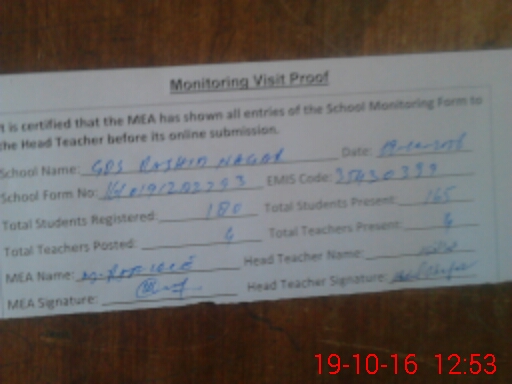 Monitoring Visit Proof
t is certified that the MEA has shown all entries of the School Monitoring Form to
the Head Teacher before its online submission.
School Name: GPS RASHID NAGAR Date:
School Form No: EMIS Code: 35430399
Total Students Registered: 180 Total Students Present: 165
Total Teachers Posted: 6 Total Teachers Present: 6
MEA Name: Head Teacher Name:
MEA Signature: Head Teacher Signature:
19-10-16 12:53